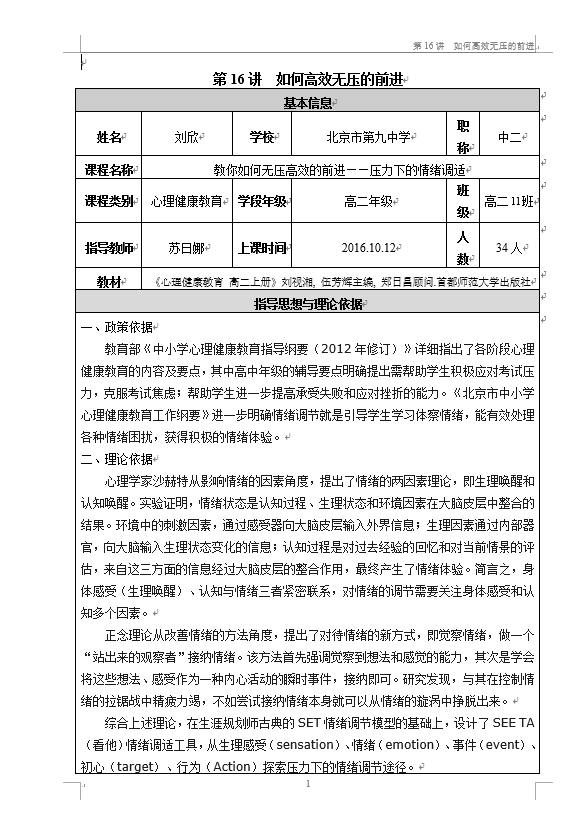 第 16 讲 如何高效无压的前进
第 16 讲 如何高效无压的前进
基本信息
姓名 刘欣 学校 北京市第九中学 职称 中二
课程名称 教你如何无压高效的前进——压力下的情绪调适
课程类别 心理健康教育 学段年级 高二年级 班级 高二 11班
指导教师 苏日娜 上课时间 2016.10.12 人数 34 人
教材 《心理健康教育 高二上册》刘视湘, 伍芳辉主编, 郑日昌顾问.首都师范大学出版社
指导思想与理论依据
一、政策依据
教育部《中小学心理健康教育指导纲要（2012 年修订）》详细指出了各阶段心理
健康教育的内容及要点，其中高中年级的辅导要点明确提出需帮助学生积极应对考试压
力，克服考试焦虑；帮助学生进一步提高承受失败和应对挫折的能力。《北京市中小学
心理健康教育工作纲要》进一步明确情绪调节就是引导学生学习体察情绪，能有效处理
各种情绪困扰，获得积极的情绪体验。
二、理论依据
心理学家沙赫特从影响情绪的因素角度，提出了情绪的两因素理论，即生理唤醒和
认知唤醒。实验证明，情绪状态是认知过程、生理状态和环境因素在大脑皮层中整合的
结果。环境中的刺激因素，通过感受器向大脑皮层输入外界信息；生理因素通过内部器
官，向大脑输入生理状态变化的信息；认知过程是对过去经验的回忆和对当前情景的评
估，来自这三方面的信息经过大脑皮层的整合作用，最终产生了情绪体验。简言之，身
体感受（生理唤醒）、认知与情绪三者紧密联系，对情绪的调节需要关注身体感受和认
知多个因素。
正念理论从改善情绪的方法角度，提出了对待情绪的新方式，即觉察情绪，做一个
“站出来的观察者”接纳情绪。该方法首先强调觉察到想法和感觉的能力，其次是学会
将这些想法、感受作为一种内心活动的瞬时事件，接纳即可。研究发现，与其在控制情
绪的拉锯战中精疲力竭，不如尝试接纳情绪本身就可以从情绪的漩涡中挣脱出来。
综合上述理论，在生涯规划师古典的 SET 情绪调节模型的基础上，设计了 SEE TA
（看他）情绪调适工具，从生理感受（sensation）、情绪（emotion）、事件（event）、
初心（target）、行为（Action）探索压力下的情绪调节途径。
1